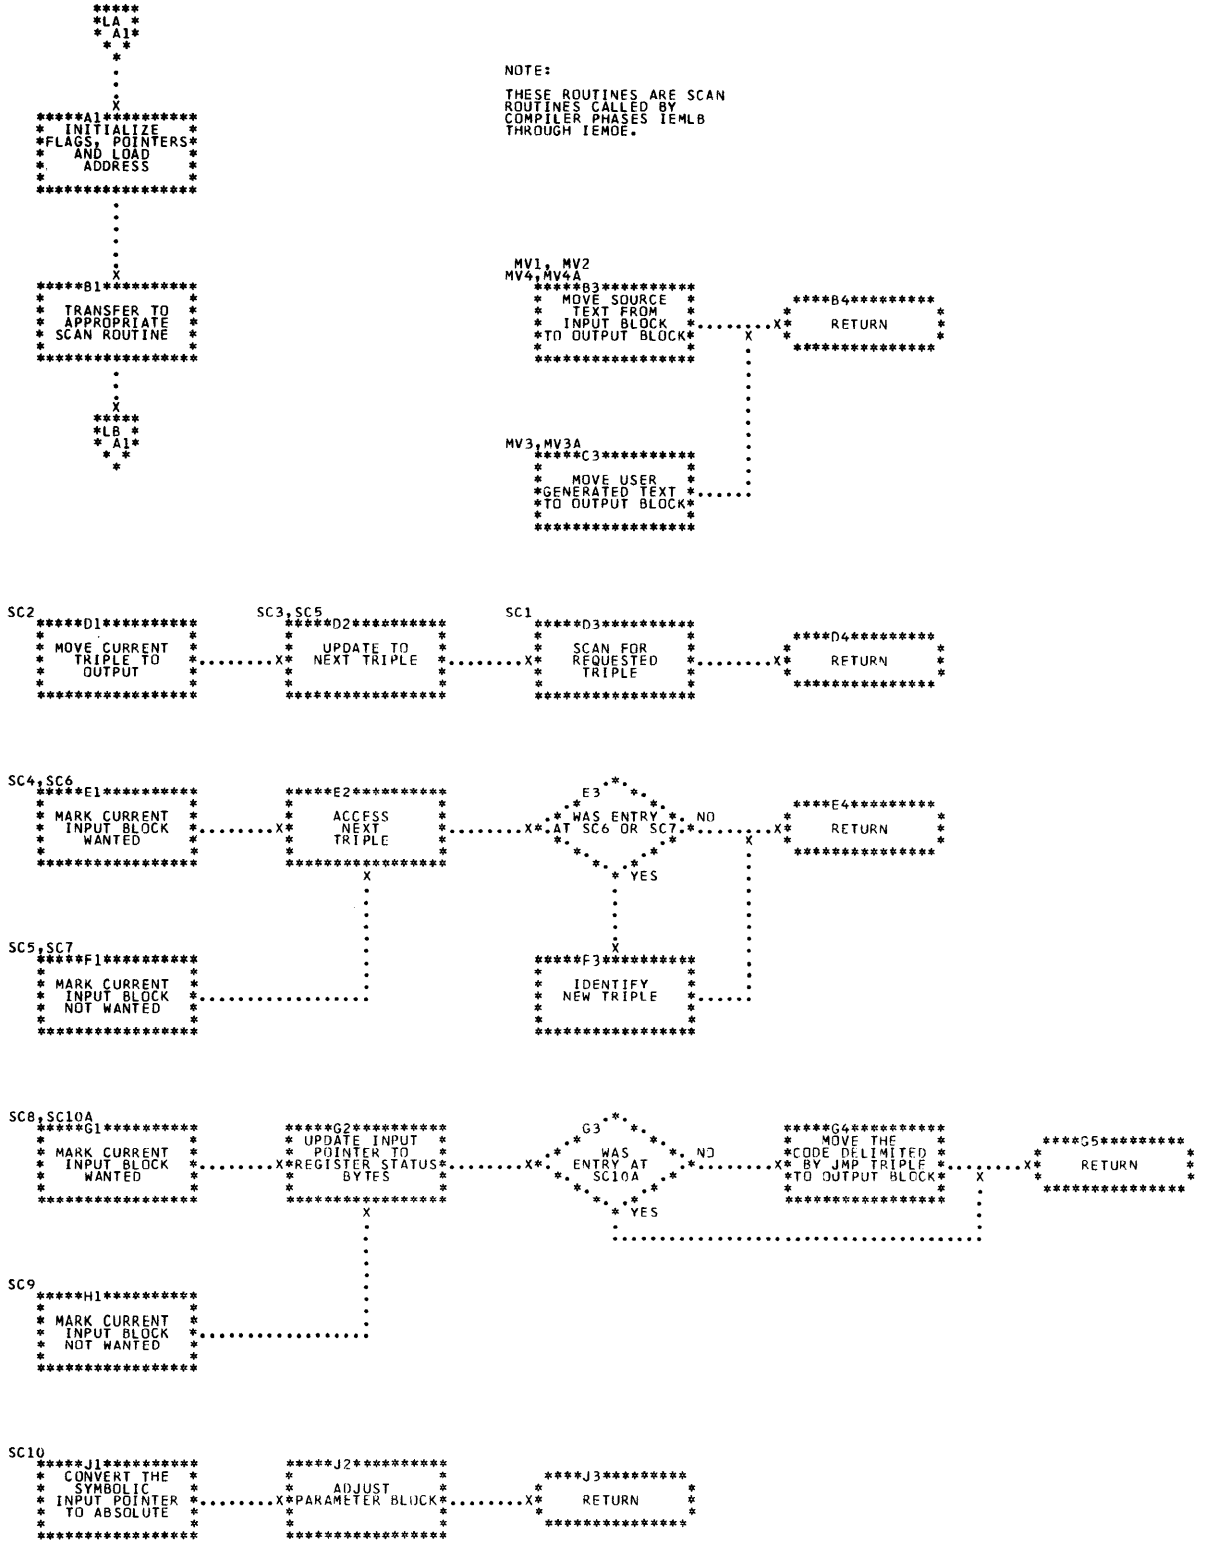 LA
A1
NOTE:
THESE ROUTINES ARE SCAN
ROUTINES CALLED BY
COMPILER PHASES IEMLB
THROUGH IEMOE.
A1
INITIALIZE
FLAGS, POINTERS
AND LOAD
ADDRESS
B1
TRANSFER TO
APPROPRIATE
SCAN ROUTINE
LB
A1
MV1, MV2
MV4,MV4A
B3
MOVE SOURCE
TEXT FROM
INPUT BLOCK
TO OUTPUT BLOCK
B4
RETURN
MV3,MV3A
C3
MOVE USER
GENERATED TEXT
TO OUTPUT BLOCK
SC2
D1
MOVE CURRENT
TRIPLE TO
OUTPUT
SC3,SC5
D2
UPDATE TO
NEXT TRIPLE
SC1
D3
SCAN FOR
REQUESTED
TRIPLE
D4
RETURN
SC4,SC6
E1
MARK CURRENT
INPUT BLOCK
WANTED
E2
ACCESS
NEXT
TRIPLE
E3
WAS ENTRY
AT SC6 OR SC7
NO
YES
E4
RETURN
SC5,SC7
F1
MARK CURRENT
INPUT BLOCK
NOT WANTED
F3
IDENTIFY
NEW TRIPLE
SC8,SC10A
G1
MARK CURRENT
INPUT BLOCK
WANTED
G2
UPDATE INPUT
POINTER TO
REGISTER STATUS
BYTES
G3
WAS
ENTRY AT
SC10A
NO
YES
G4
MOVE THE
CODE DELIMITED
BY JMP TRIPLE
TO OUTPUT BLOCK
G5
RETURN
SC9
H1
MARK CURRENT
INPUT BLOCK
NOT WANTED
SC10
J1
CONVERT THE
SYMBOLIC
INPUT POINTER
TO ABSOLUTE
J2
ADJUST
PARAMETER BLOCK
J3
RETURN